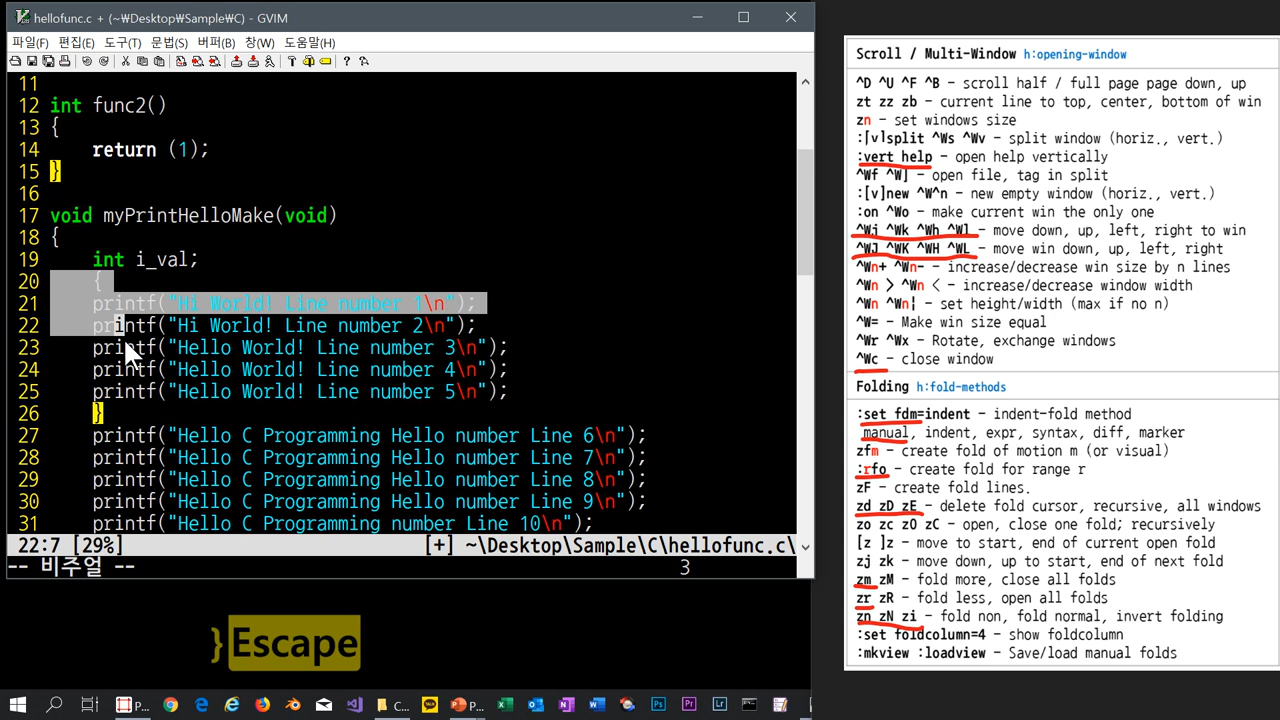 hellofunc.c + (~₩Desktop₩Sample₩C) - GVIM
파일(F) 편집(E) 도구(T) 문법(S) 버퍼(B) 창(W) 도움말(H)
11
12 int func2()
13 {
14 return (1);
15 }
16
17 void myPrintHelloMake(void)
18 {
19 int i_val;
20 {
21 printf("Hi World! Line number 1\n");
22 printf("Hi World! Line number 2\n");
23 printf("Hello World! Line number 3\n");
24 printf("Hello World! Line number 4\n");
25 printf("Hello World! Line number 5\n");
26 }
27 printf("Hello C Programming Hello number Line 6\n");
28 printf("Hello C Programming Hello number Line 7\n");
29 printf("Hello C Programming Hello number Line 8\n");
30 printf("Hello C Programming Hello number Line 9\n");
31 printf("Hello C Programming number Line 10\n");
22:7 [29%] [+] ~\Desktop\Sample\C\hellofunc.c\
-- 비주얼 -- 3
}Escape
Scroll / Multi-Window h:opening-window
^D ^U ^F ^B - scroll half / full page page down, up
zt zz zb - current line to top, center, bottom of win
zn - set windows size
:[v]split ^Ws ^Wv - split window (horiz., vert.)
:vert help - open help vertically
^Wf ^W] - open file, tag in split
:[v]new ^W^n - new empty window (horiz., vert.)
:on ^Wo - make current win the only one
^Wj ^Wk ^Wh ^Wl - move down, up, left, right to win
^WJ ^WK ^WH ^WL - move win down, up, left, right
^Wn+ ^Wn- - increase/decrease win size by n lines
^Wn > ^Wn < - increase/decrease window width
^Wn ^Wn¦ - set height/width (max if no n)
^W= - Make win size equal
^Wr ^Wx - Rotate, exchange windows
^Wc - close window
Folding h:fold-methods
:set fdm=indent - indent-fold method
manual, indent, expr, syntax, diff, marker
zfm - create fold of motion m (or visual)
:rfo - create fold for range r
zF - create fold lines.
zd zD zE - delete fold cursor, recursive, all windows
zo zc zO zC - open, close one fold; recursively
[z ]z - move to start, end of current open fold
zj zk - move down, up to start, end of next fold
zm zM - fold more, close all folds
zr zR - fold less, open all folds
zn zN zi - fold non, fold normal, invert folding
:set foldcolumn=4 - show foldcolumn
:mkview :loadview - Save/load manual folds
C...
P...
P...